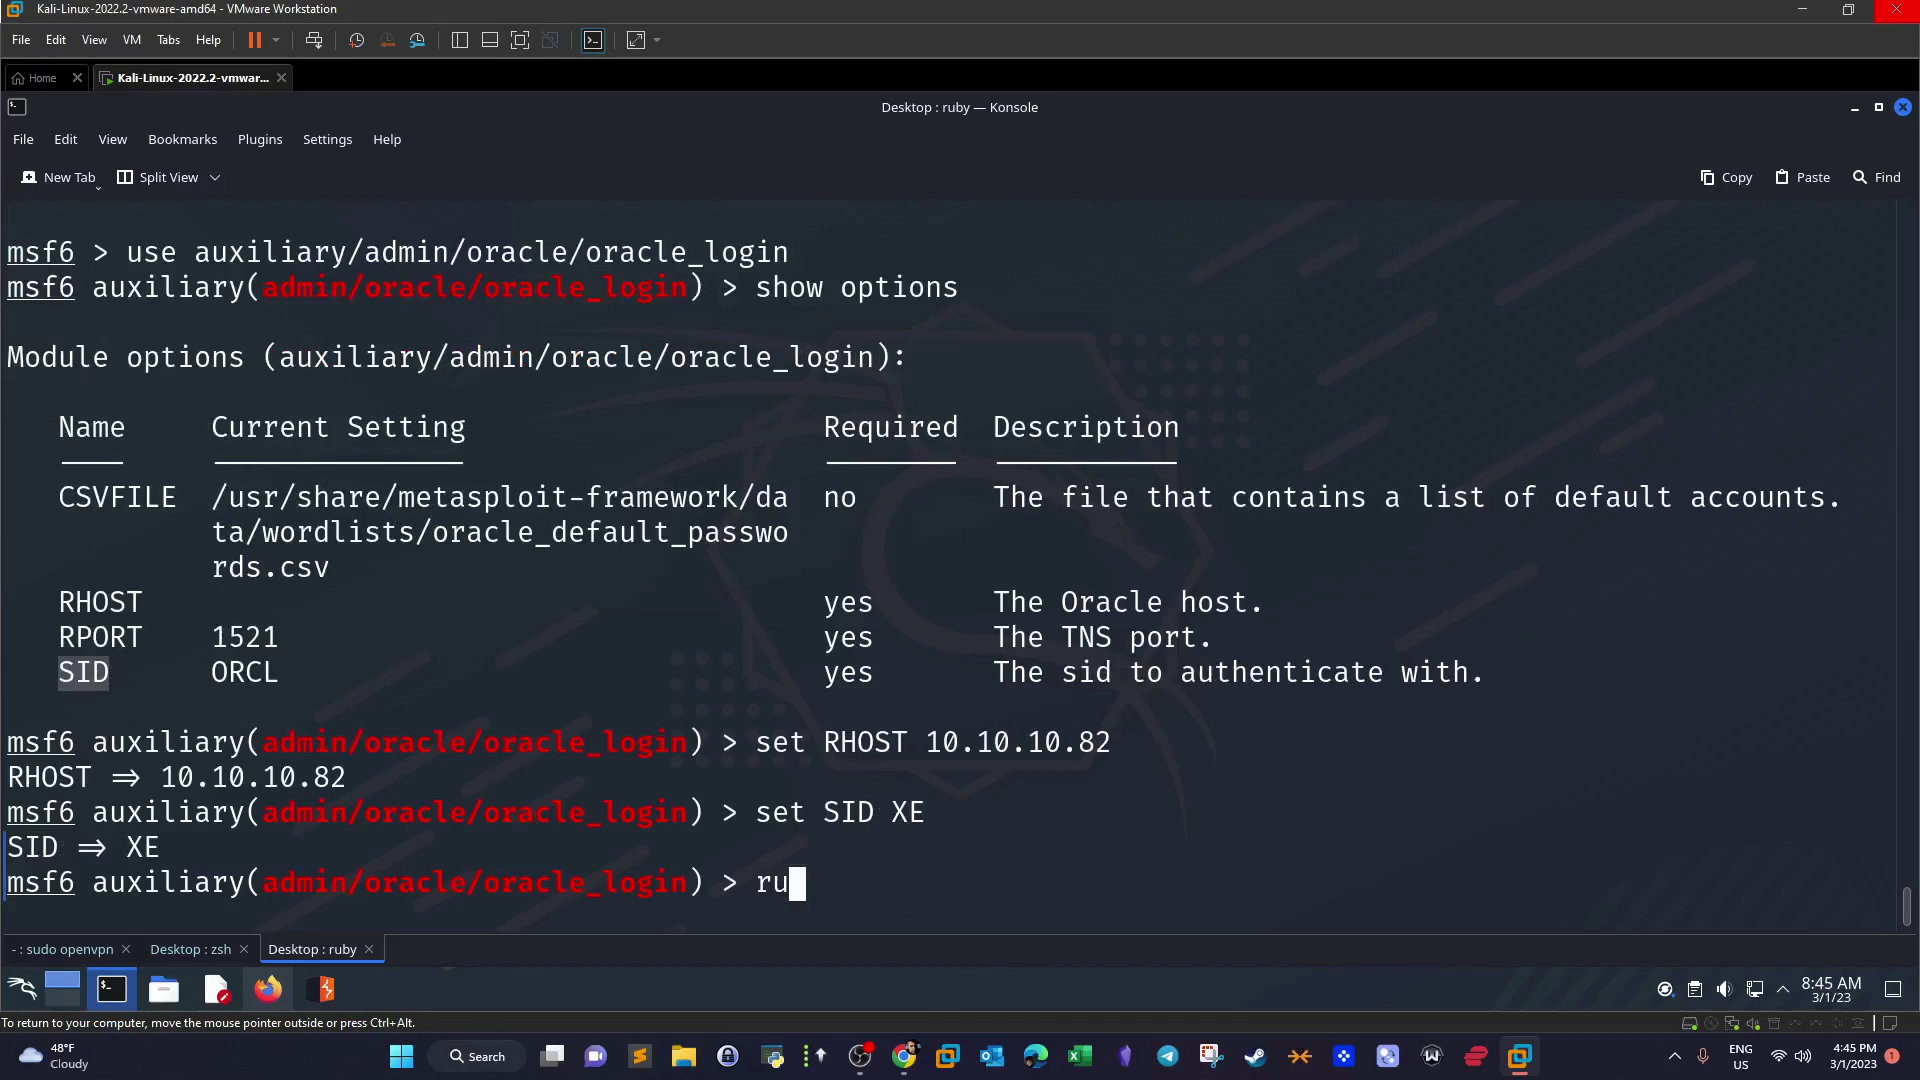 Kali-Linux-2022.2-vmware-amd64 - VMware Workstation
File Edit View VM Tabs Help
Home Kali-Linux-2022.2-vmwar...
Desktop : ruby — Konsole
File Edit View Bookmarks Plugins Settings Help
New Tab Split View Copy Paste Find
msf6 > use auxiliary/admin/oracle/oracle_login
msf6 auxiliary(admin/oracle/oracle_login) > show options
Module options (auxiliary/admin/oracle/oracle_login):
Name Current Setting Required Description
CSVFILE /usr/share/metasploit-framework/da no The file that contains a list of default accounts.
ta/wordlists/oracle_default_passwo
rds.csv
RHOST yes The Oracle host.
RPORT 1521 yes The TNS port.
SID ORCL yes The sid to authenticate with.
msf6 auxiliary(admin/oracle/oracle_login) > set RHOST 10.10.10.82
RHOST => 10.10.10.82
msf6 auxiliary(admin/oracle/oracle_login) > set SID XE
SID => XE
msf6 auxiliary(admin/oracle/oracle_login) > ru
- : sudo openvpn Desktop : zsh Desktop : ruby
8:45 AM
3/1/23
To return to your computer, move the mouse pointer outside or press Ctrl+Alt.
48°F
Cloudy
Search
ENG
US
4:45 PM
3/1/2023
1